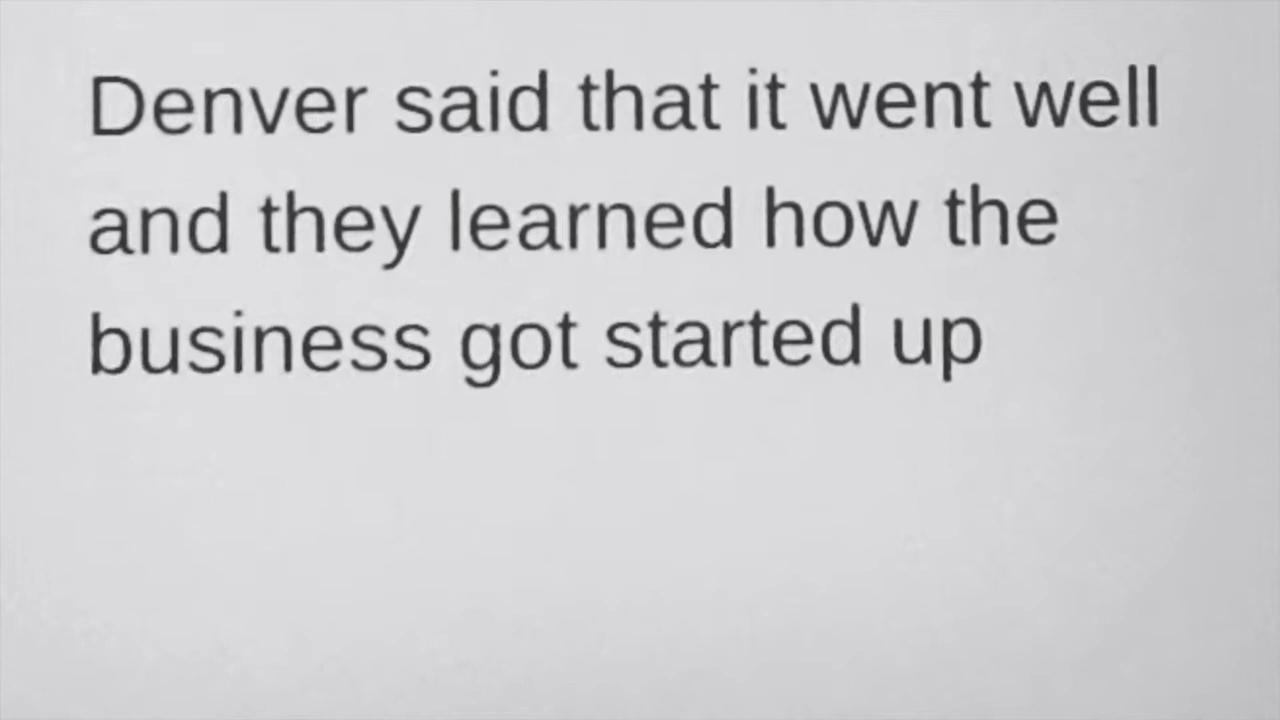 Denver said that it went well
and they learned how the
business got started up